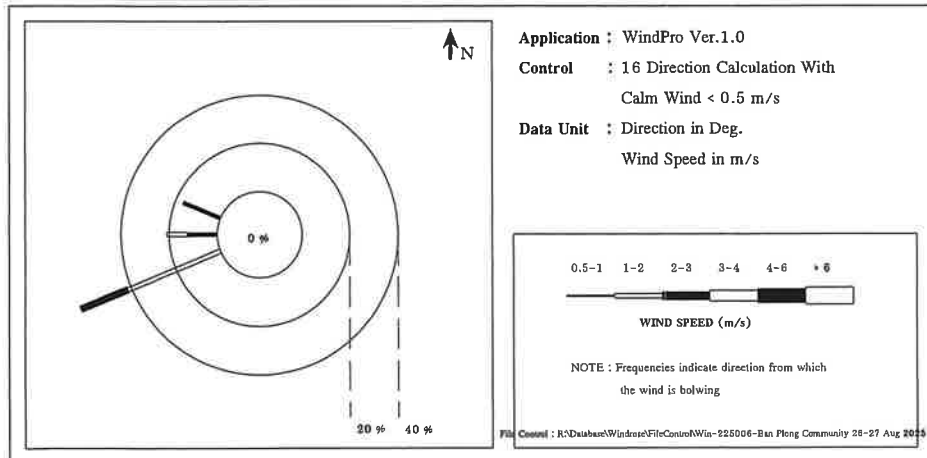 N
0 %
20 % 40 %
Application : WindPro Ver.1.0
Control : 16 Direction Calculation With
Calm Wind < 0.5 m/s
Data Unit : Direction in Deg.
Wind Speed in m/s
0.5-1 1-2 2-3 3-4 4-6 > 6
WIND SPEED (m/s)
NOTE : Frequencies indicate direction from which
the wind is bolwing
File Control : R:\Database\Windrose\FileControl\Win-225006-Ban Plong Community 26-27 Aug 2025